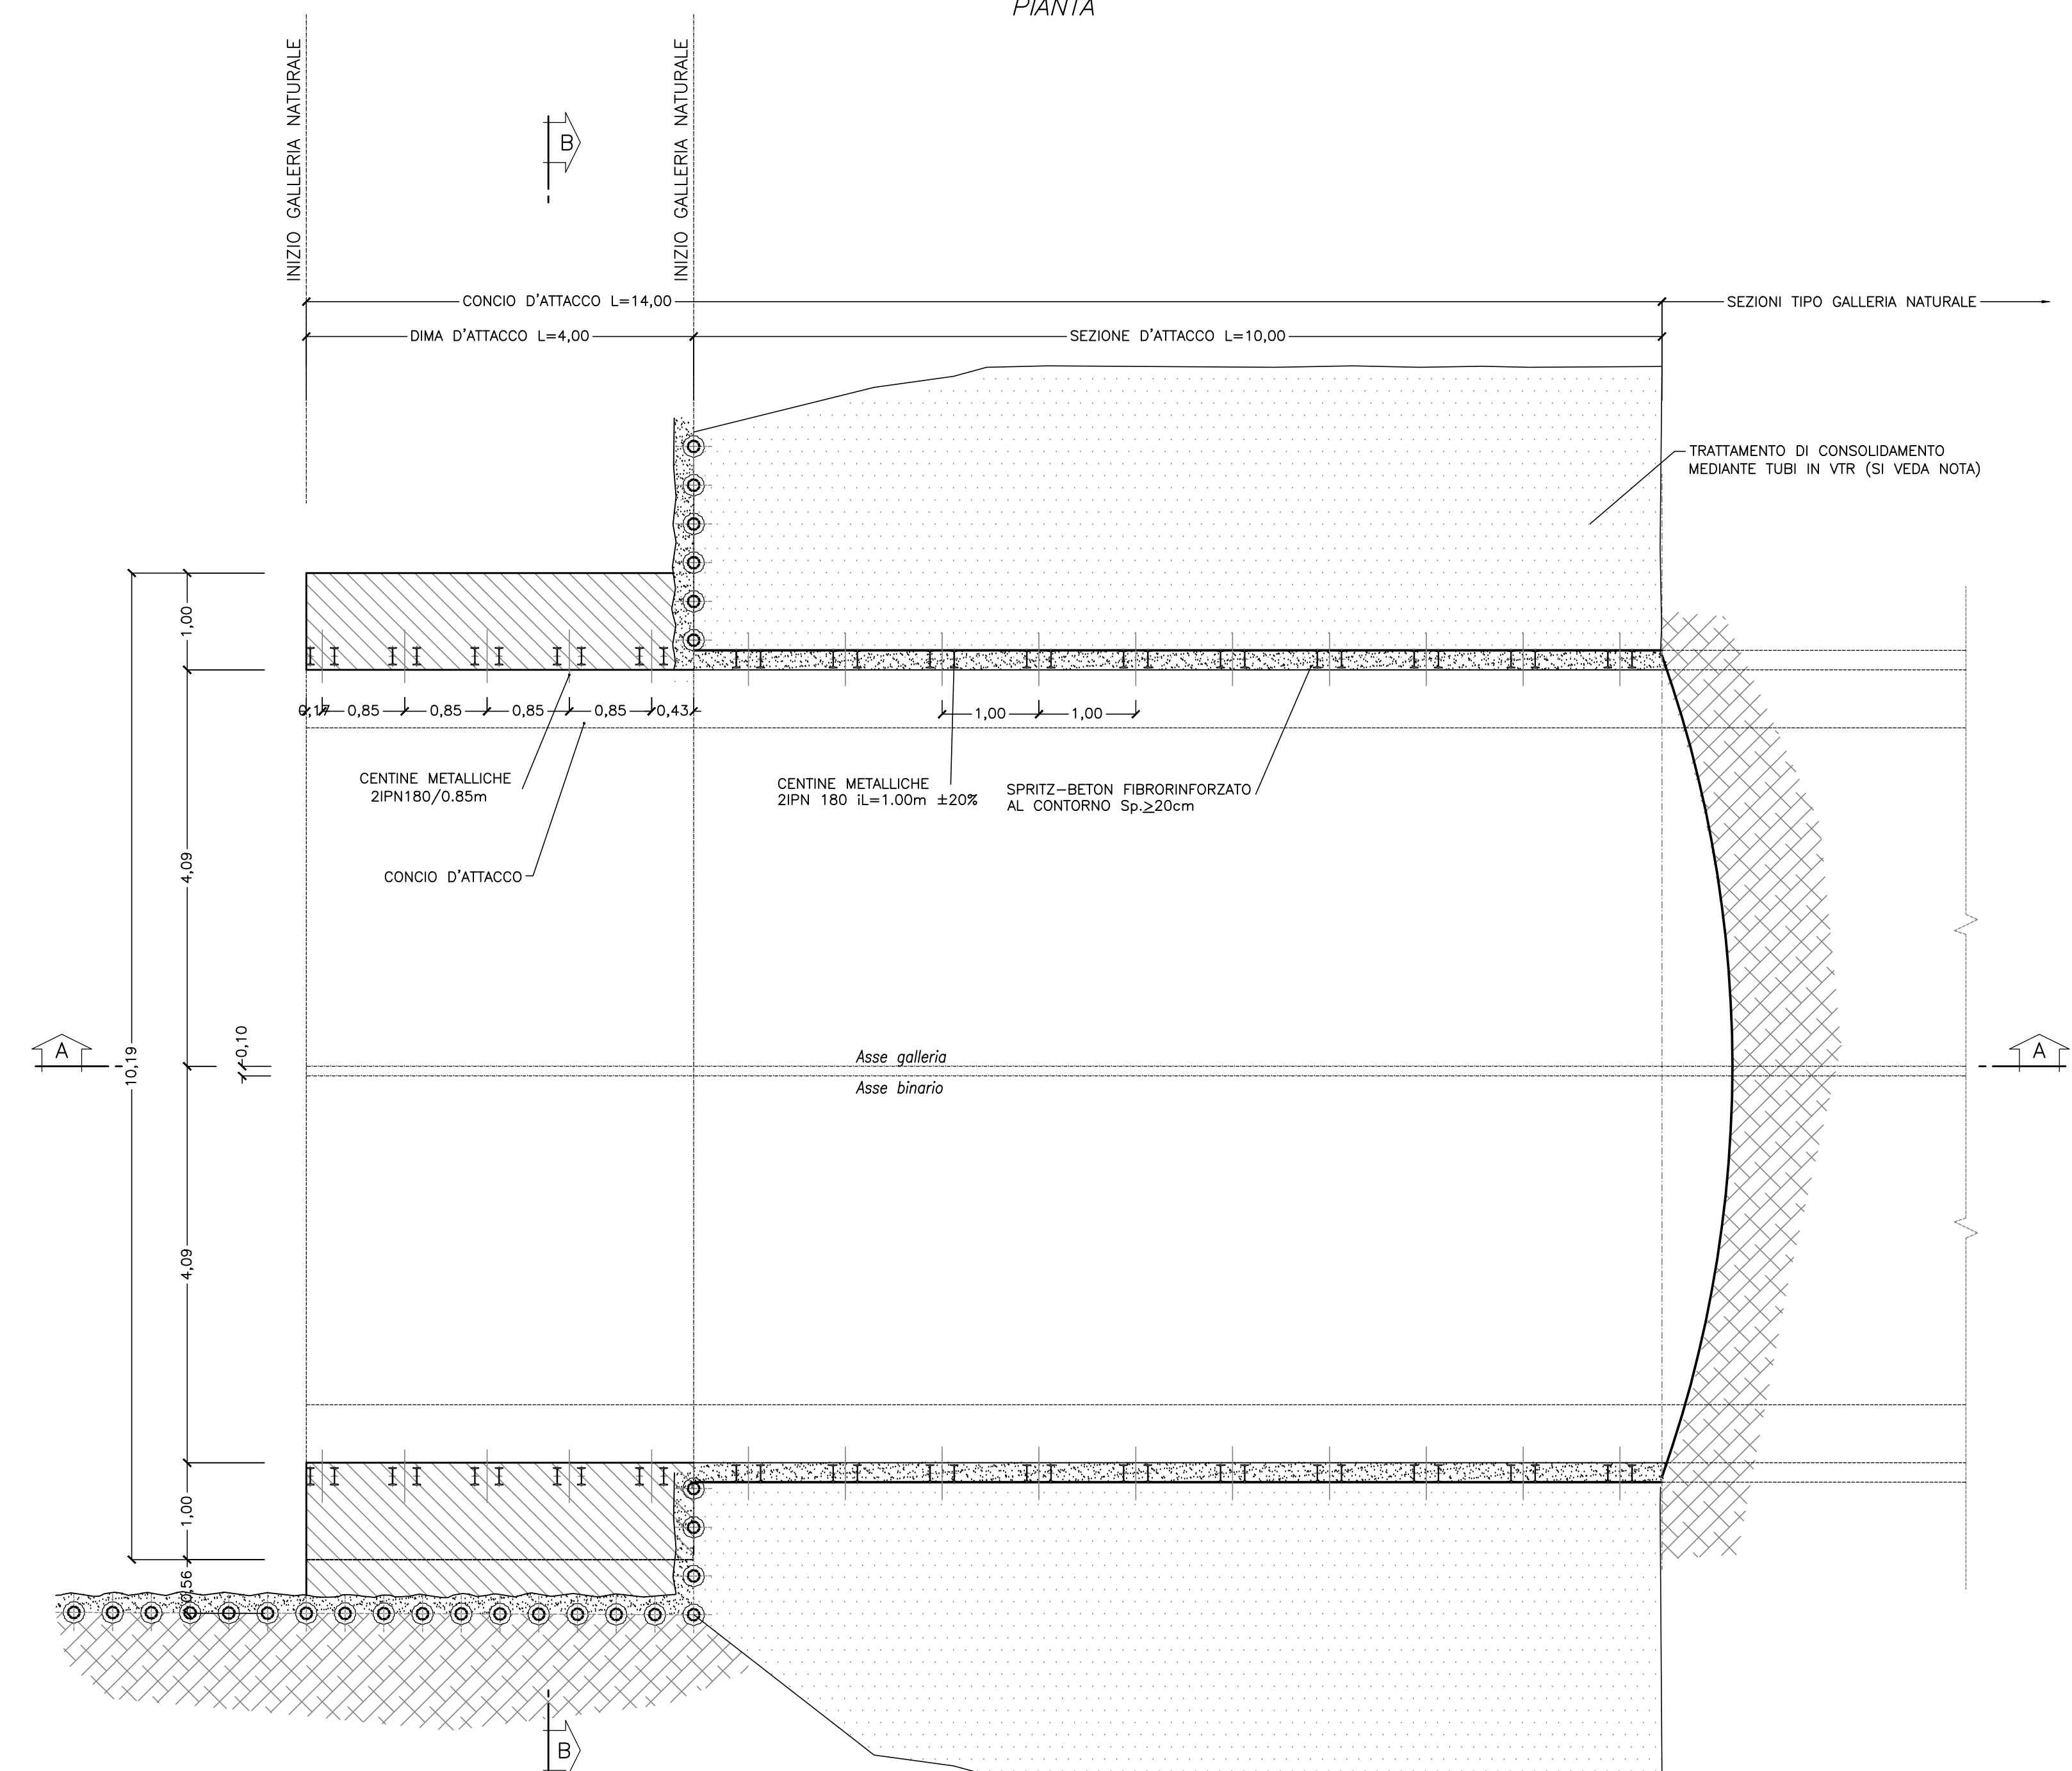 PIANTA
INIZIO GALLERIA NATURALE
INIZIO GALLERIA NATURALE
B
CONCIO D'ATTACCO L=14,00
SEZIONI TIPO GALLERIA NATURALE
DIMA D'ATTACCO L=4,00
SEZIONE D'ATTACCO L=10,00
TRATTAMENTO DI CONSOLIDAMENTO
MEDIANTE TUBI IN VTR (SI VEDA NOTA)
1,00
0,17
0,85
0,85
0,85
0,85
0,43
1,00
1,00
CENTINE METALLICHE
2IPN180/0.85m
CENTINE METALLICHE
2IPN 180 iL=1.00m ±20%
SPRITZ-BETON FIBRORINFORZATO
AL CONTORNO Sp.≥20cm
CONCIO D'ATTACCO
4,09
0,10
10,19
A
A
Asse galleria
Asse binario
4,09
1,00
0,56
B